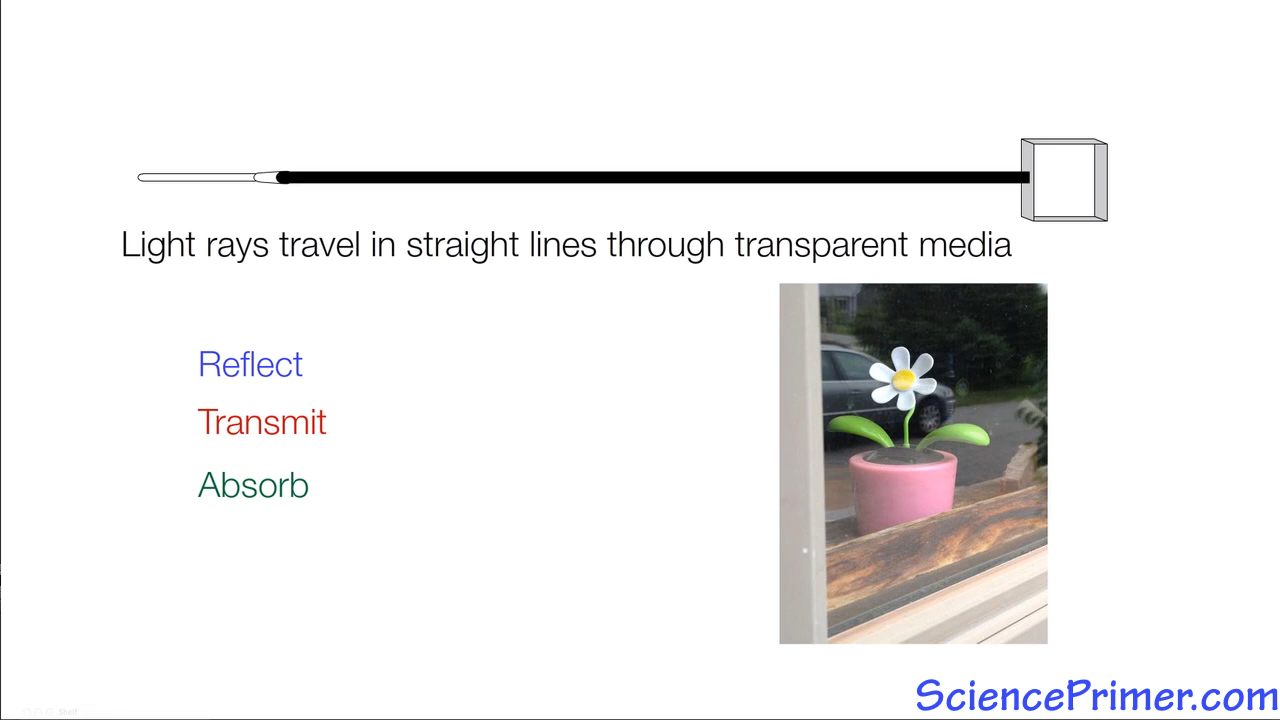 Light rays travel in straight lines through transparent media
Reflect
Transmit
Absorb
SciencePrimer.com